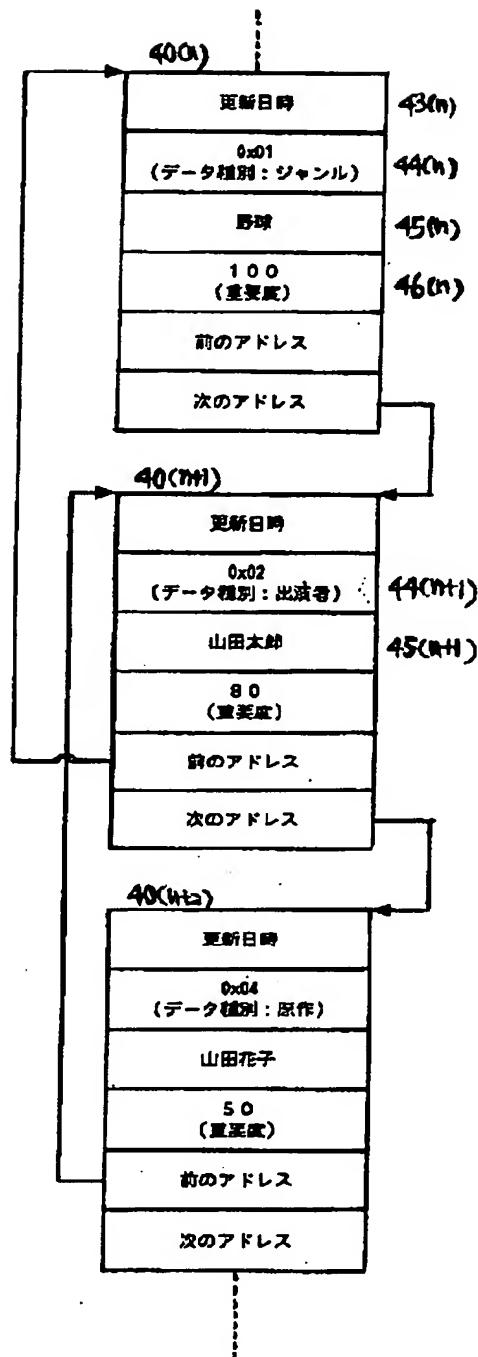 40(n)
更新日時 43(n)
0x01
(データ種別：ジャンル) 44(n)
野球 45(n)
100
(重要度) 46(n)
前のアドレス
次のアドレス
40(n+1)
更新日時
0x02
(データ種別：出演者) 44(n+1)
山田太郎 45(n+1)
80
(重要度)
前のアドレス
次のアドレス
40(n+2)
更新日時
0x04
(データ種別：原作)
山田花子
50
(重要度)
前のアドレス
次のアドレス